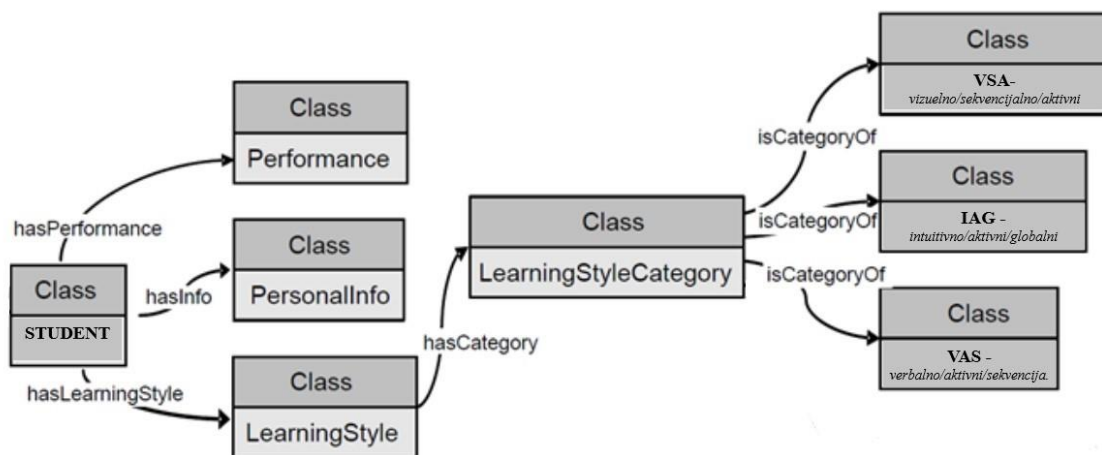 Class
STUDENT
hasPerformance
hasInfo
hasLearningStyle
Class
Performance
Class
PersonalInfo
Class
LearningStyle
hasCategory
Class
LearningStyleCategory
isCategoryOf
isCategoryOf
isCategoryOf
Class
VSA-
vizuelno/sekvencijalno/aktivni
Class
IAG -
intuitivno/aktivni/globalni
Class
VAS -
verbalno/aktivni/sekvencija.